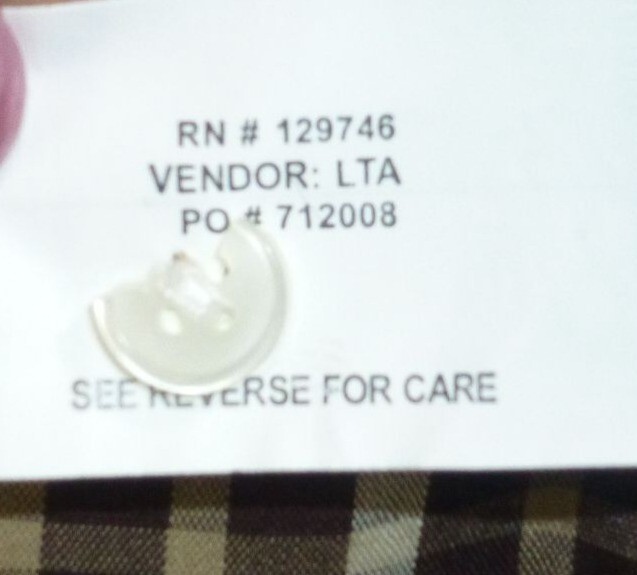 RN # 129746
VENDOR: LTA
PO # 712008
SEE REVERSE FOR CARE